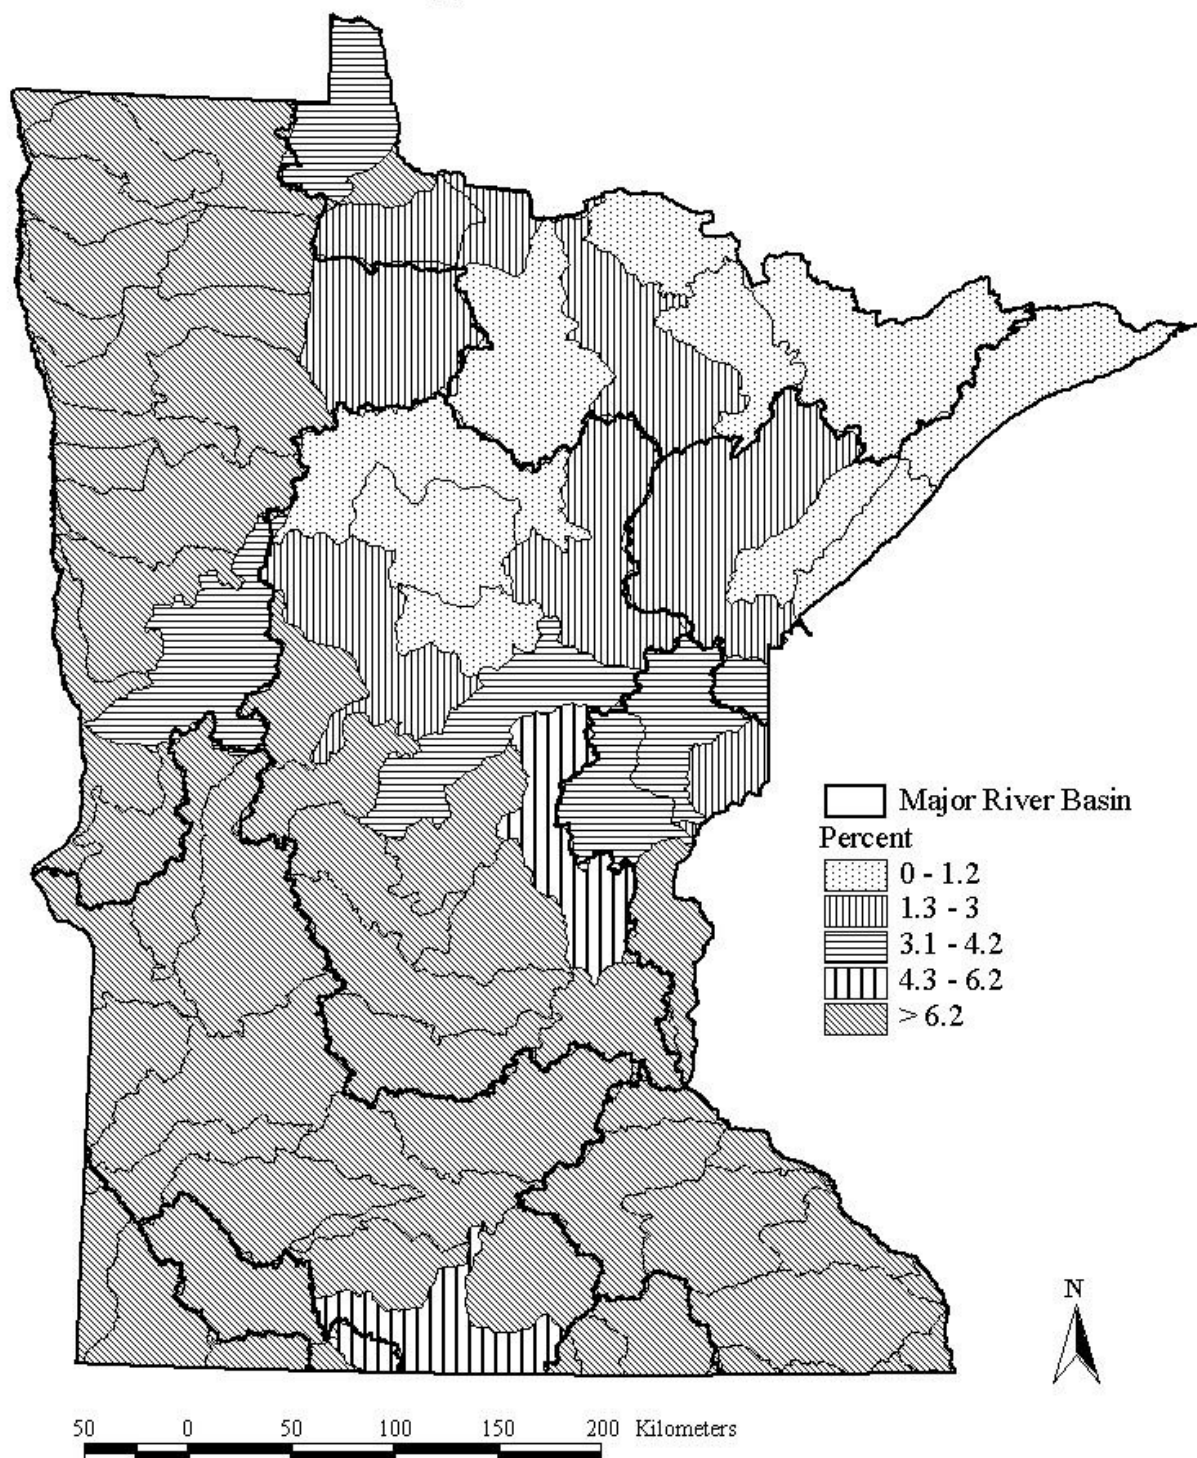 Major River Basin
Percent
0 - 1.2
1.3 - 3
3.1 - 4.2
4.3 - 6.2
> 6.2
N
50 0 50 100 150 200 Kilometers